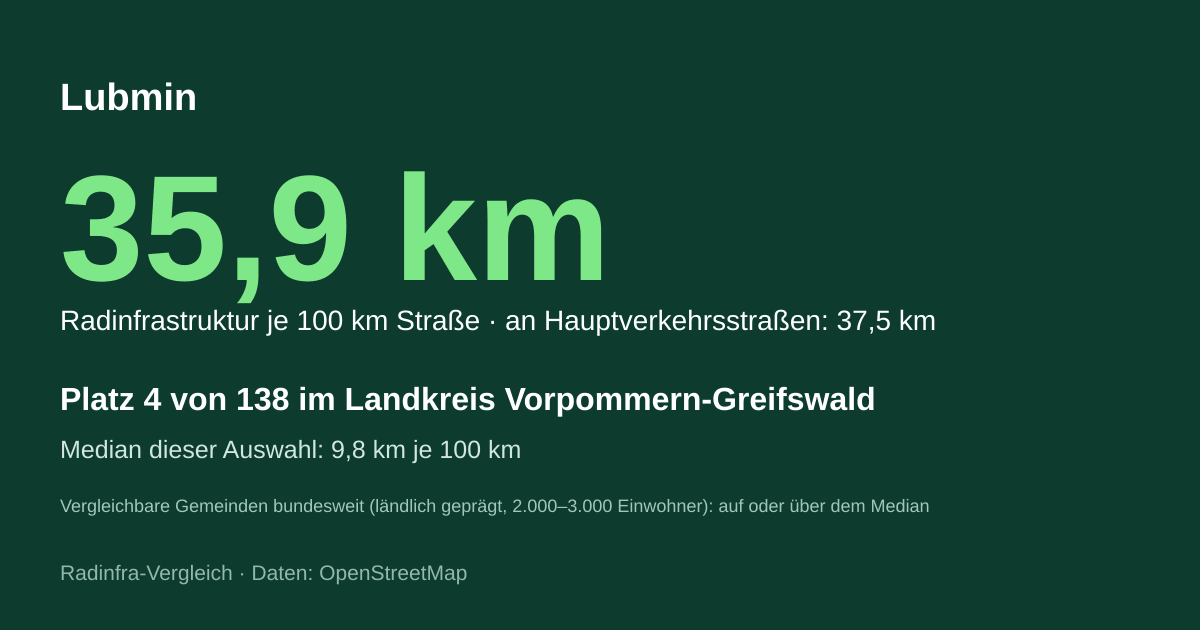 Lubmin
35,9 km
Radinfrastruktur je 100 km Straße · an Hauptverkehrsstraßen: 37,5 km
Platz 4 von 138 im Landkreis Vorpommern-Greifswald
Median dieser Auswahl: 9,8 km je 100 km
Vergleichbare Gemeinden bundesweit (ländlich geprägt, 2.000–3.000 Einwohner): auf oder über dem Median
Radinfra-Vergleich · Daten: OpenStreetMap